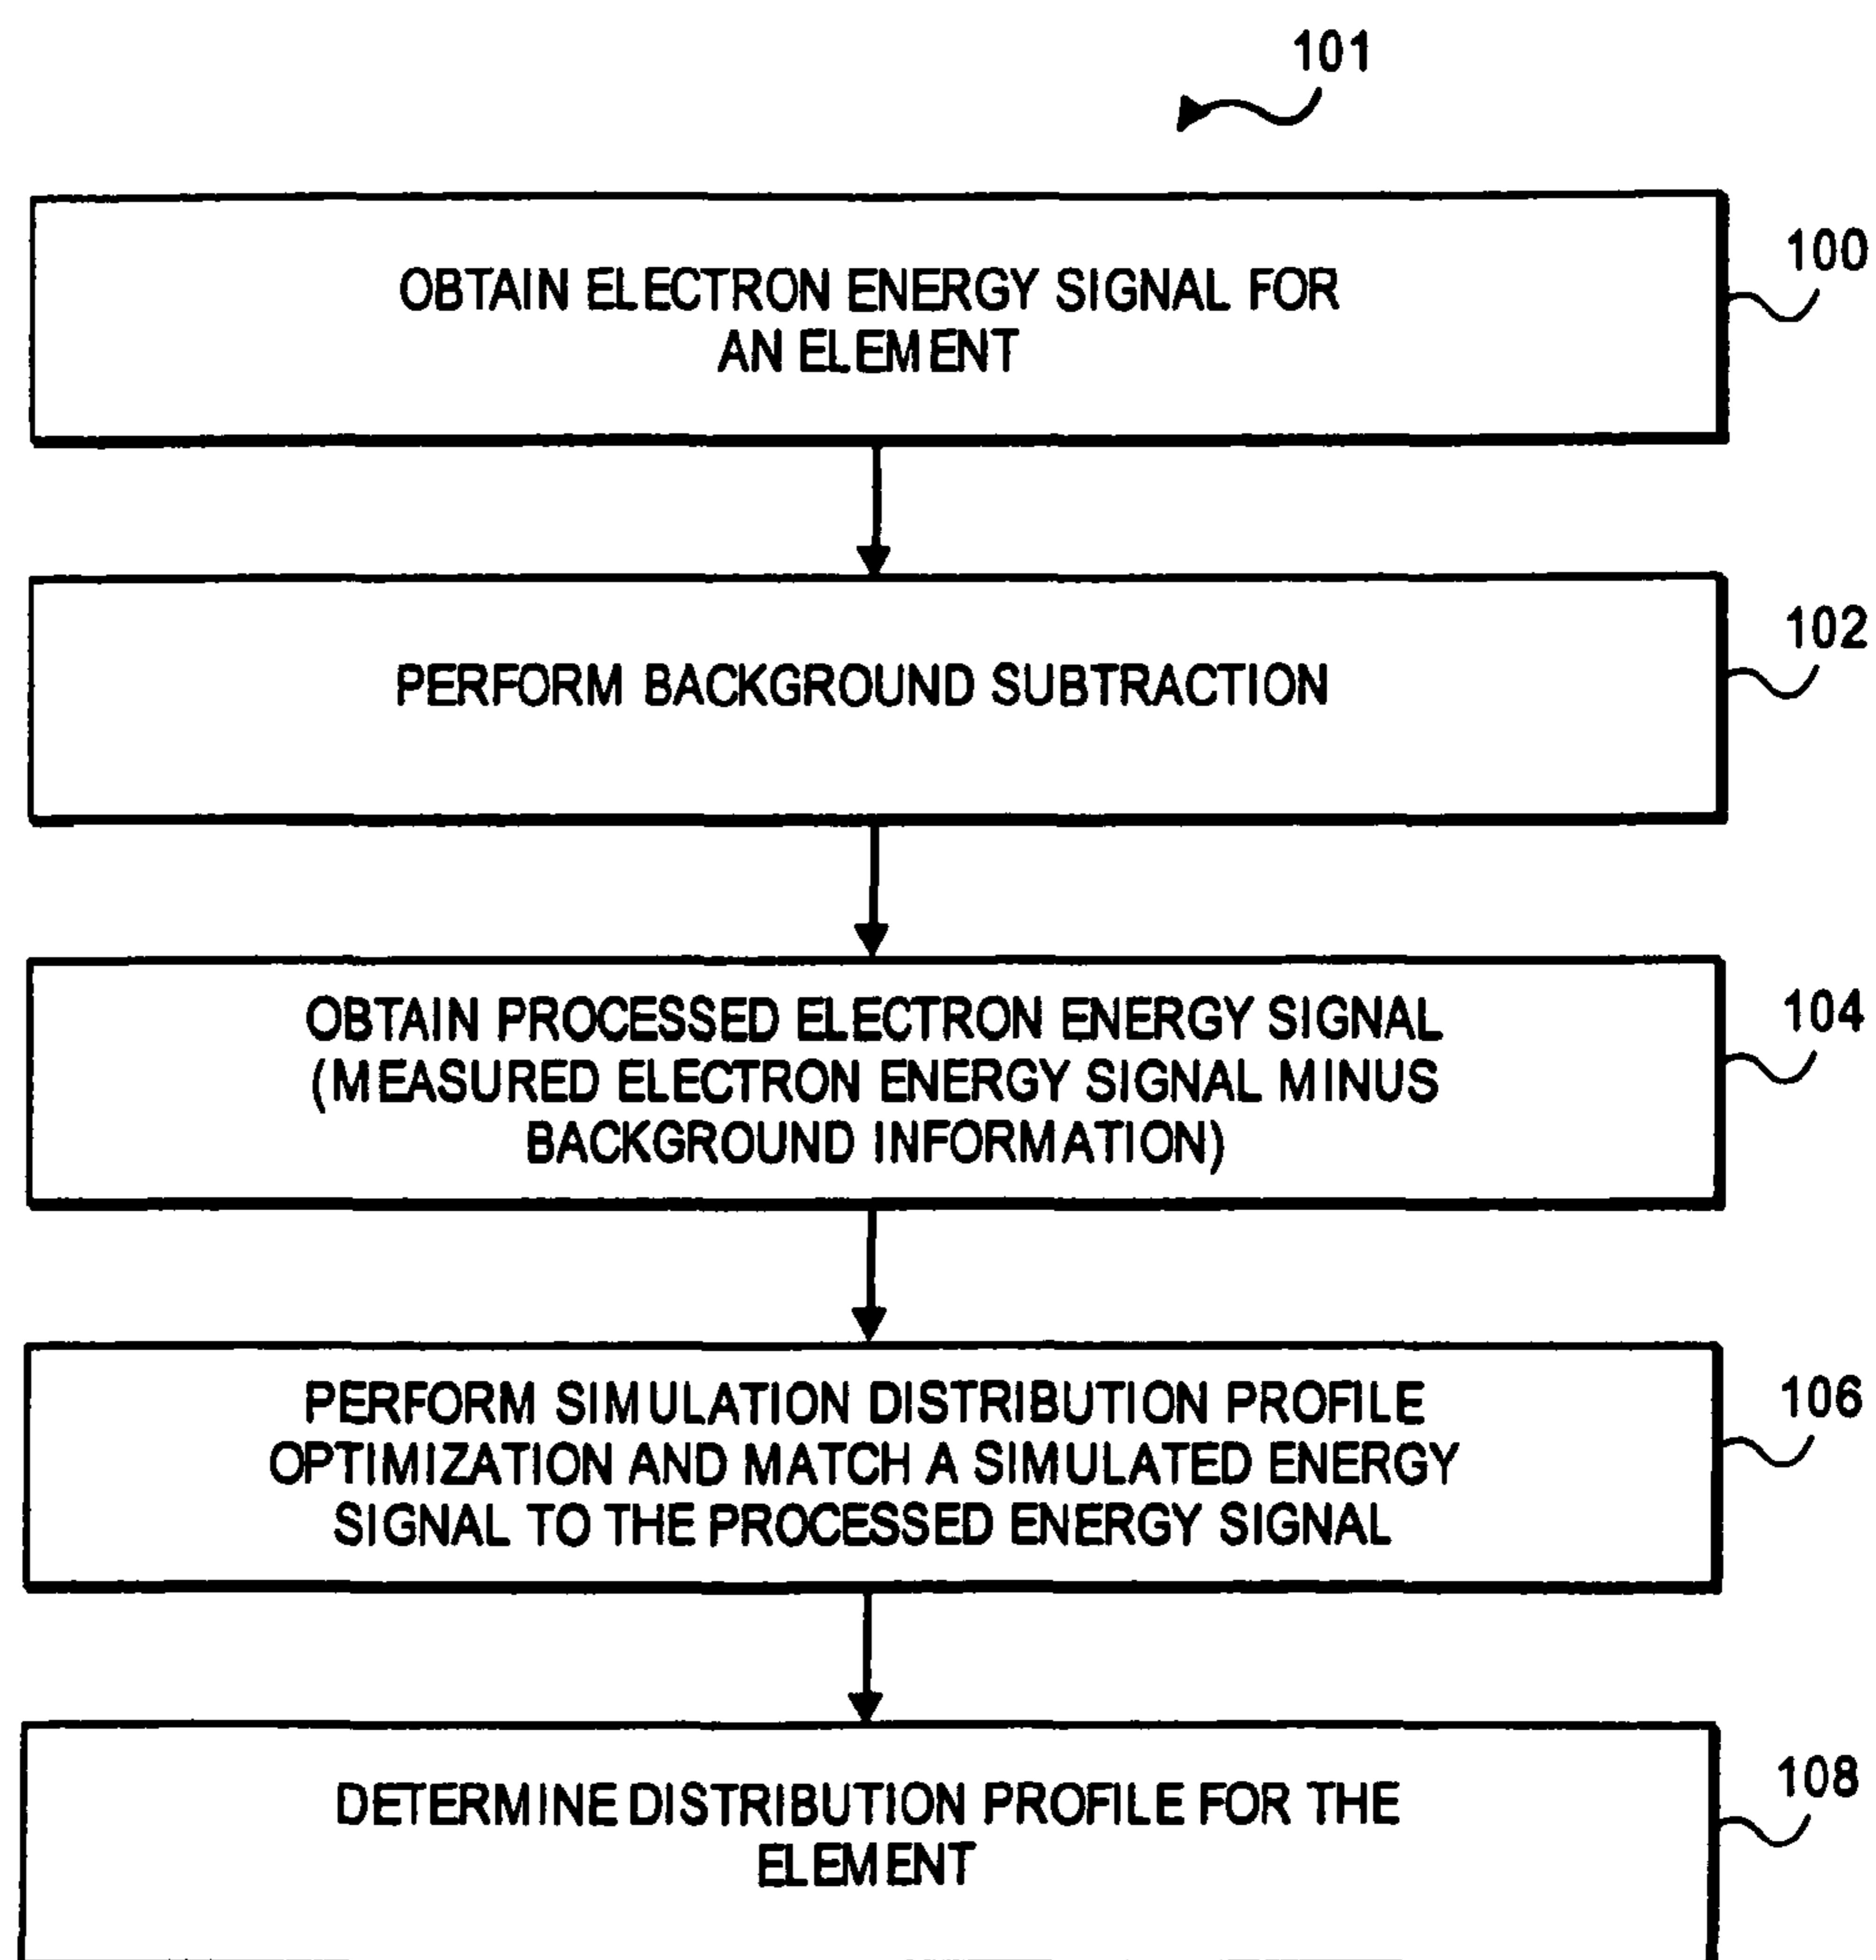 101
OBTAIN ELECTRON ENERGY SIGNAL FOR
AN ELEMENT
100
PERFORM BACKGROUND SUBTRACTION
102
OBTAIN PROCESSED ELECTRON ENERGY SIGNAL
(MEASURED ELECTRON ENERGY SIGNAL MINUS
BACKGROUND INFORMATION)
104
PERFORM SIMULATION DISTRIBUTION PROFILE
OPTIMIZATION AND MATCH A SIMULATED ENERGY
SIGNAL TO THE PROCESSED ENERGY SIGNAL
106
DETERMINE DISTRIBUTION PROFILE FOR THE
ELEMENT
108